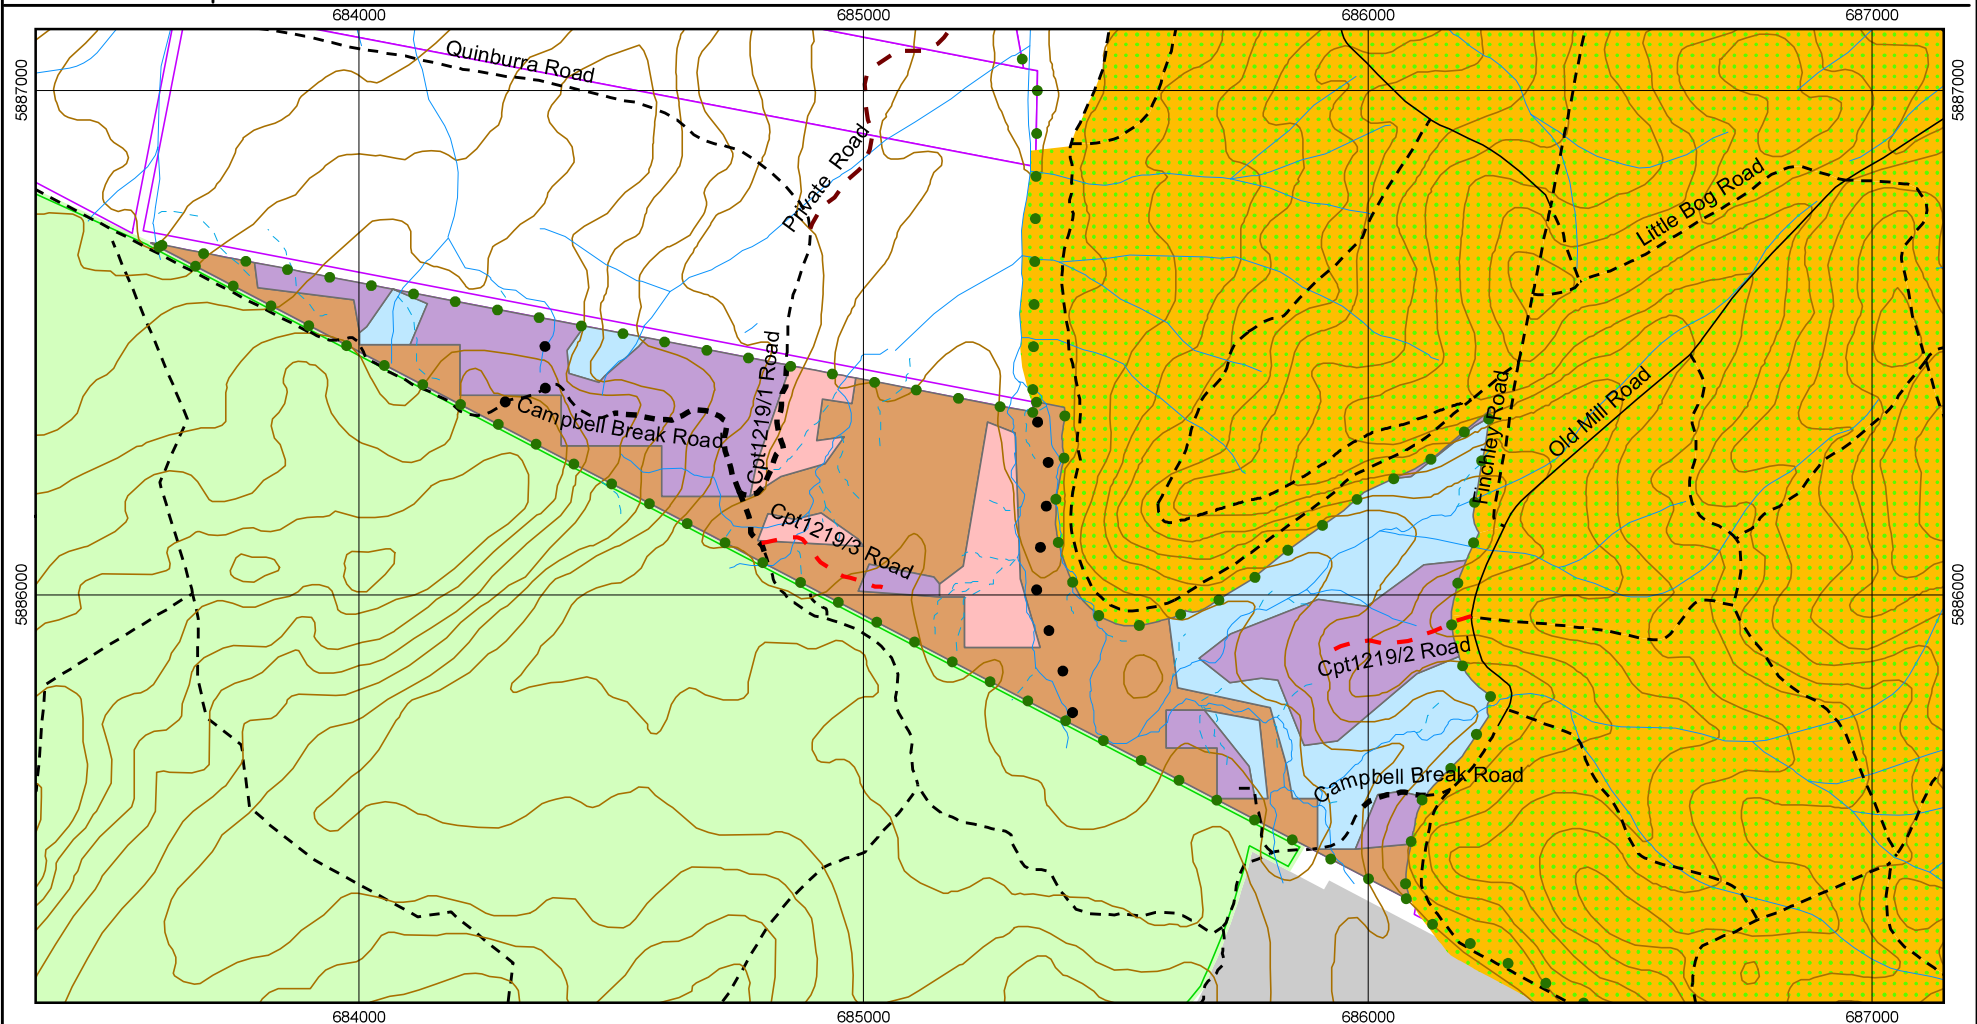 684000 685000 686000 687000
5887000 5887000
Quinburra Road
Private Road
Little Bog Road
Cpt1219/1 Road
Campbell Break Road
Finchley Road
Old Mill Road
Cpt1219/3 Road
5886000 5886000
Cpt1219/2 Road
Campbell Break Road
684000 685000 686000 687000